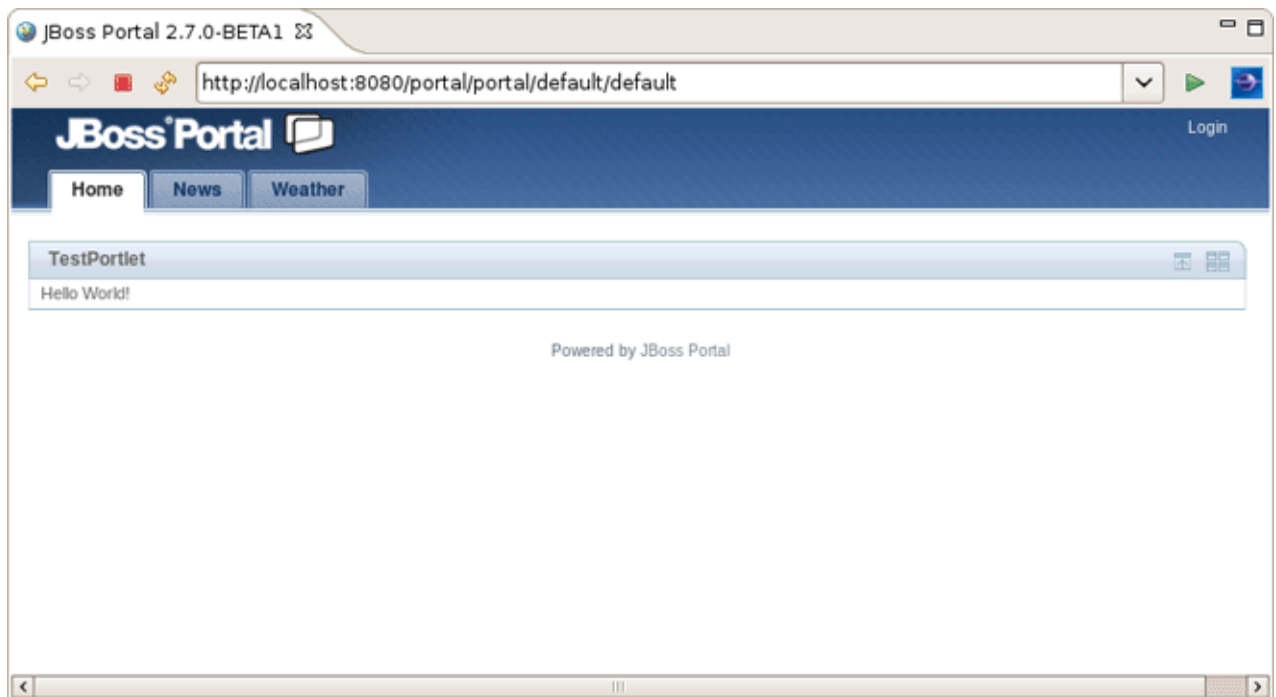 JBoss Portal 2.7.0-BETA1
http://localhost:8080/portal/portal/default/default
JBoss Portal
Login
Home News Weather
TestPortlet
Hello World!
Powered by JBoss Portal